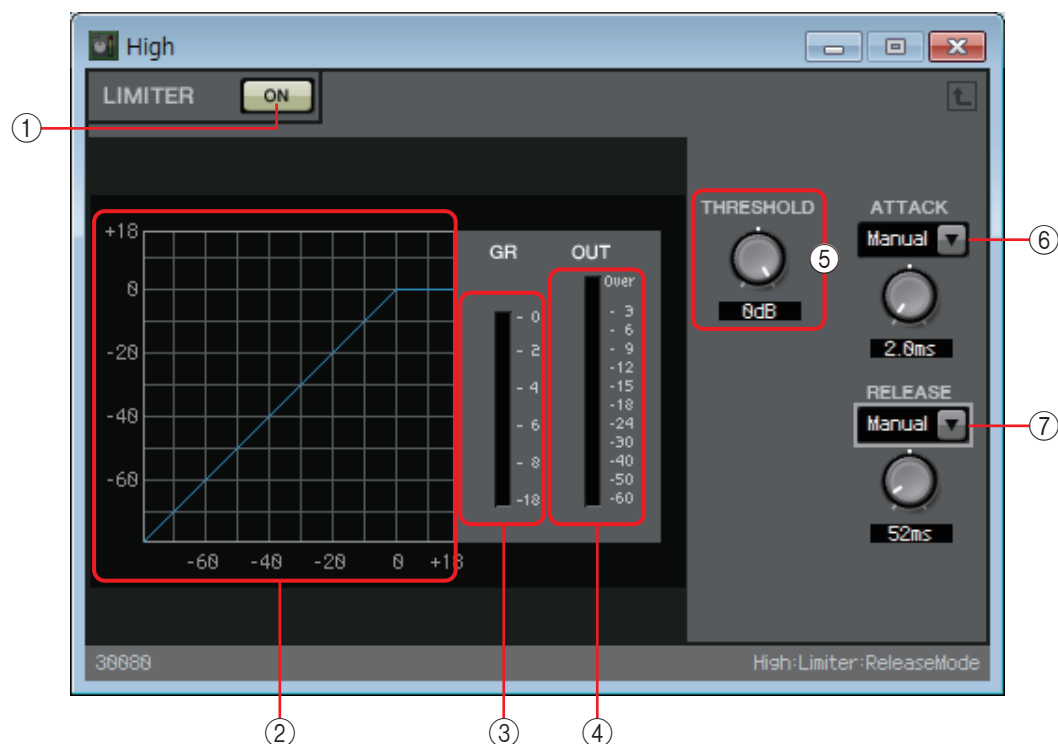 High
LIMITER
ON
①
+18
0
-20
-40
-60
-60
-40
-20
0
+18
GR
- 0
- 2
- 4
- 6
- 8
-18
OUT
Over
- 3
- 6
- 9
-12
-15
-18
-24
-30
-40
-50
-60
THRESHOLD
⑤
0dB
ATTACK
Manual
⑥
2.0ms
RELEASE
Manual
⑦
52ms
30080
High:Limiter:ReleaseMode
②
③
④